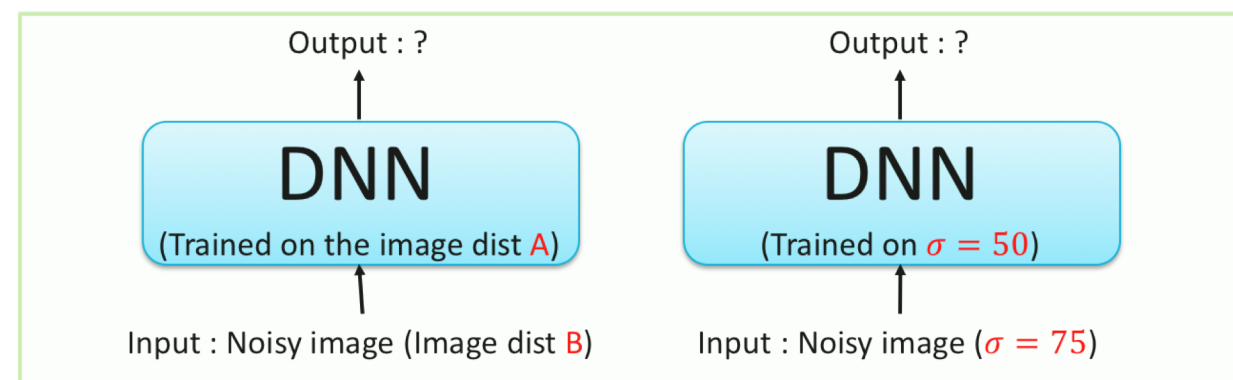 Output : ?
DNN
(Trained on the image dist A)
Input : Noisy image (Image dist B)
Output : ?
DNN
(Trained on σ = 50)
Input : Noisy image (σ = 75)